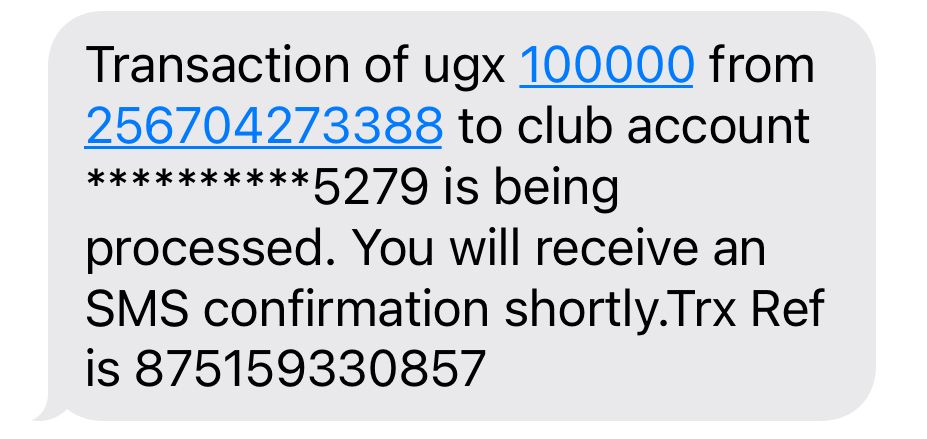 Transaction of ugx 100000 from
256704273388 to club account
**********5279 is being
processed. You will receive an
SMS confirmation shortly.Trx Ref
is 875159330857